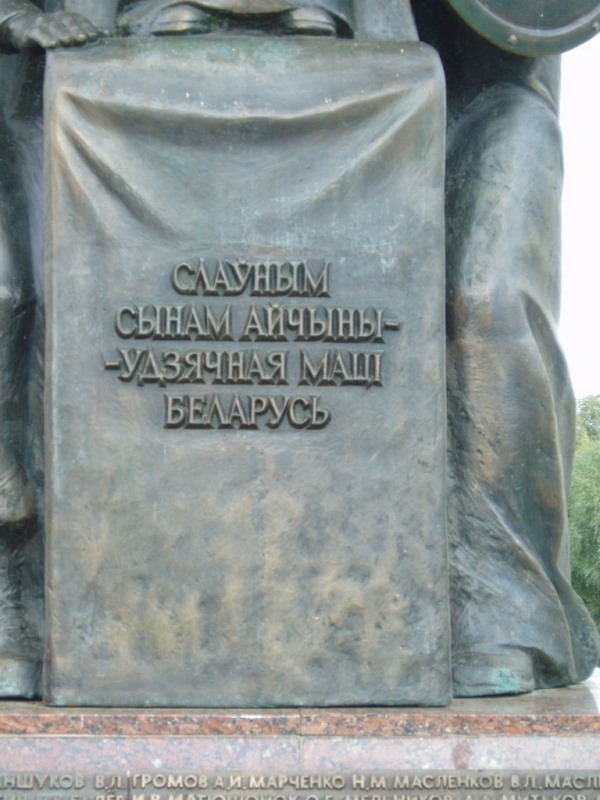 СЛАЎНЫМ
СЫНАМ АЙЧЫНЫ-
-УДЗЯЧНАЯ МАЦІ
БЕЛАРУСЬ
В.Л. ГРОМОВ А.И. МАРЧЕНКО Н.М. МАСЛЕНКОВ В.Л.